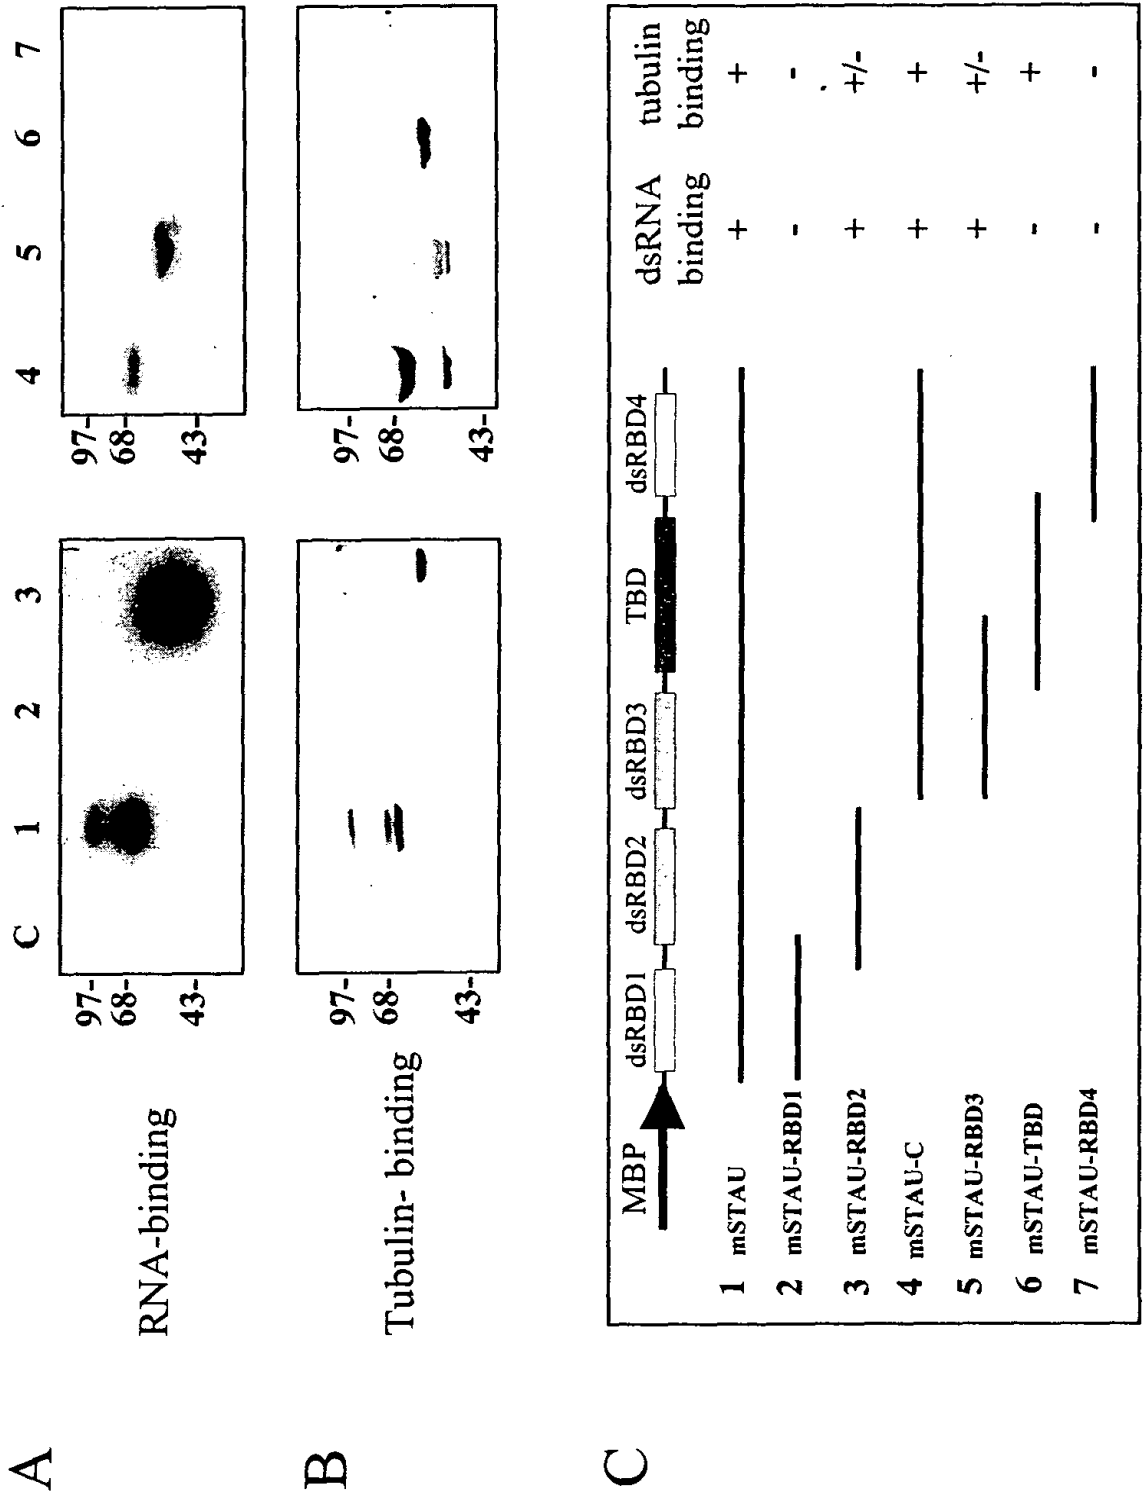 A
RNA-binding
C 1 2 3
97-
68-
43-
4 5 6 7
97-
68-
43-
B
Tubulin- binding
97-
68-
43-
97-
68-
43-
C
MBP dsRBD1 dsRBD2 dsRBD3 TBD dsRBD4
dsRNA binding
tubulin binding
1 mSTAU + +
2 mSTAU-RBD1 - -
3 mSTAU-RBD2 + +/-
4 mSTAU-C + +
5 mSTAU-RBD3 + +/-
6 mSTAU-TBD - +
7 mSTAU-RBD4 - -